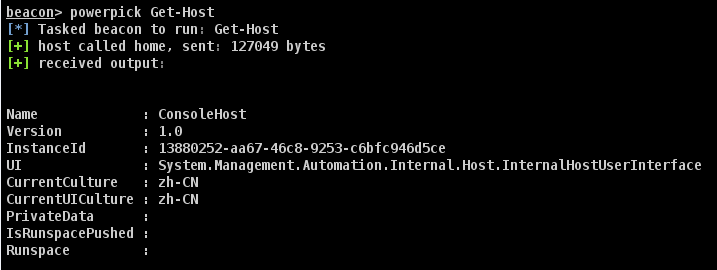 beacon> powerpick Get-Host
[*] Tasked beacon to run: Get-Host
[+] host called home, sent: 127049 bytes
[+] received output:
Name             : ConsoleHost
Version          : 1.0
InstanceId       : 13880252-aa67-46c8-9253-c6bfc946d5ce
UI               : System.Management.Automation.Internal.Host.InternalHostUserInterface
CurrentCulture   : zh-CN
CurrentUICulture : zh-CN
PrivateData      :
IsRunspacePushed :
Runspace         :